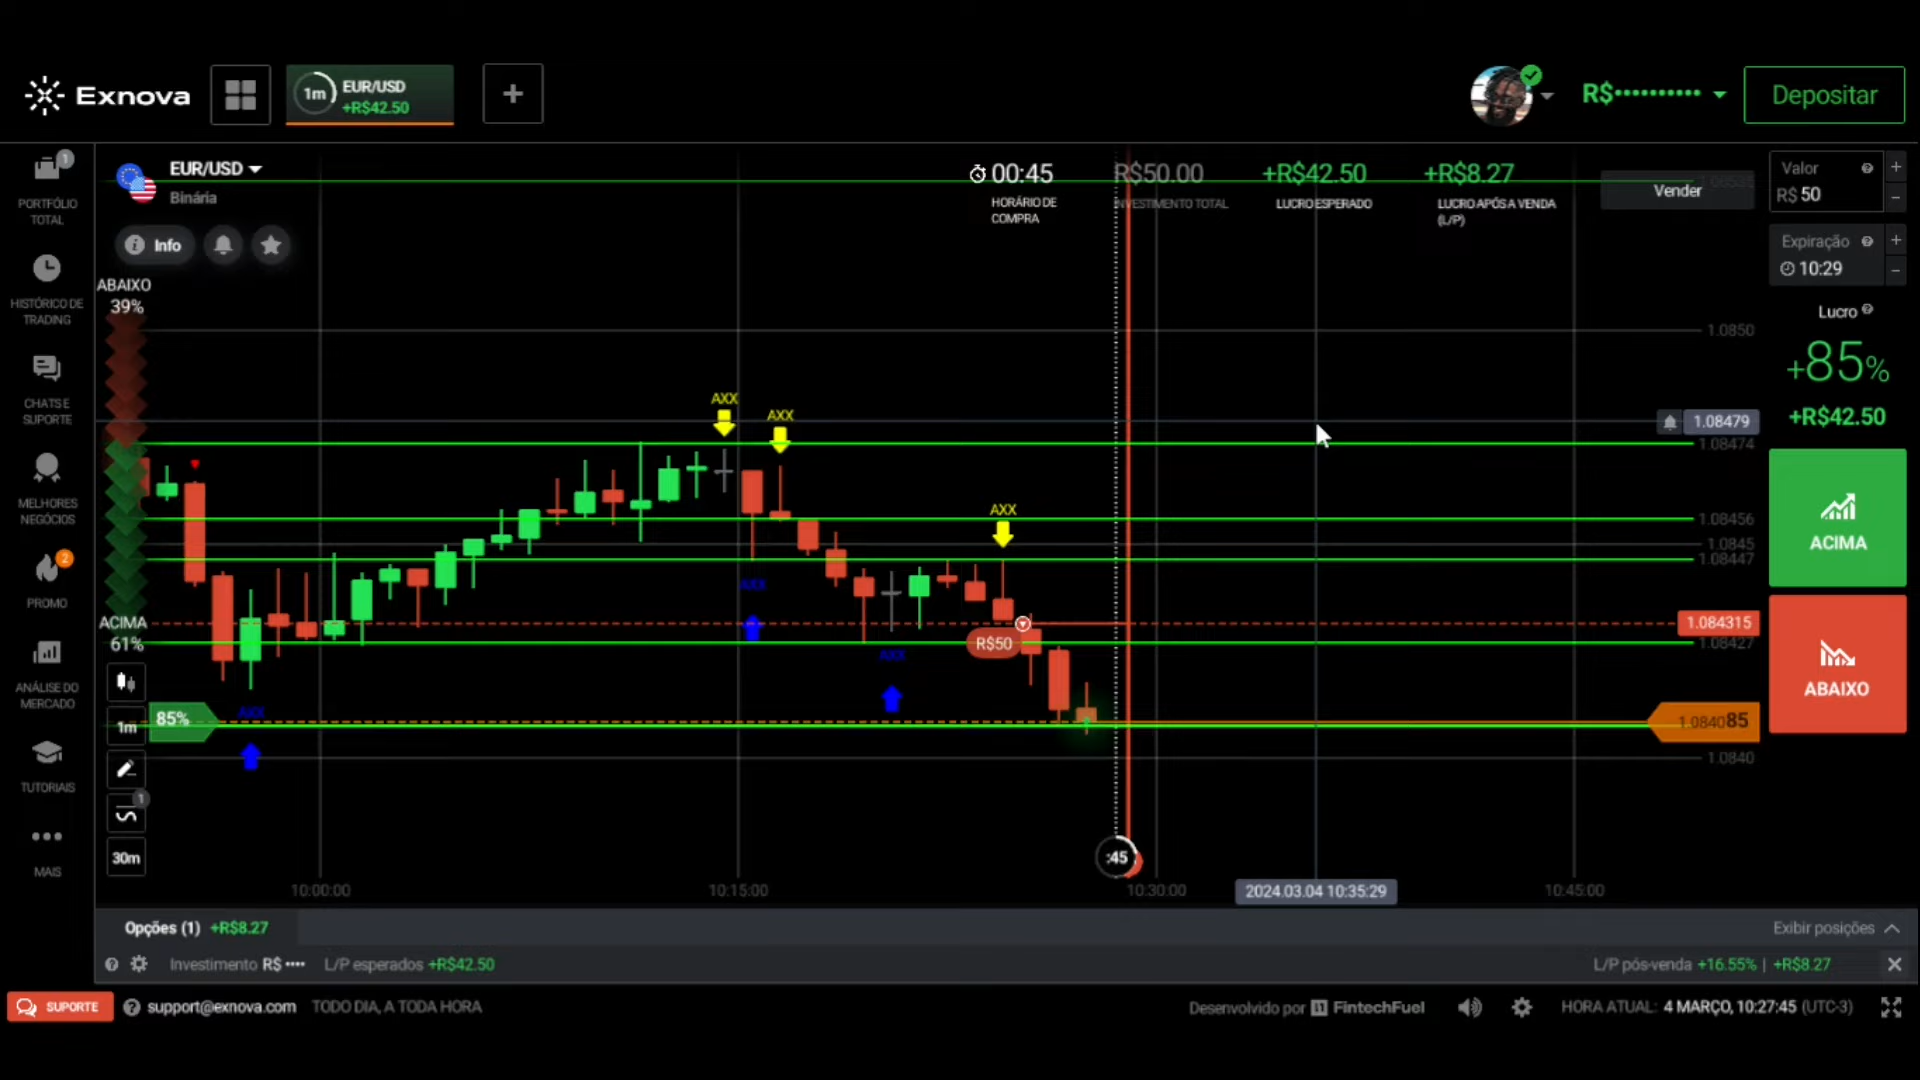 Exnova
1m
EUR/USD
+R$42.50
+
R$••••••••••
Depositar
PORTFÓLIO
TOTAL
1
HISTÓRICO DE
TRADING
CHATS E
SUPORTE
MELHORES
NEGÓCIOS
2
PROMO
ANÁLISE DO
MERCADO
TUTORIAIS
MAIS
EUR/USD
Binária
Info
00:45
HORÁRIO DE
COMPRA
R$50.00
INVESTIMENTO TOTAL
+R$42.50
LUCRO ESPERADO
+R$8.27
LUCRO APÓS A VENDA
(L/P)
Vender
Valor
R$ 50
+
−
Expiração
10:29
+
−
Lucro
+85%
+R$42.50
ACIMA
ABAIXO
ABAIXO
39%
ACIMA
61%
1.0850
1.08479
1.08474
1.08456
1.0845
1.08447
1.084315
1.08427
1.084085
1.0840
AXX
AXX
AXX
AXX
AXX
AXX
R$50
85%
1m
1
30m
:45
10:00:00
10:15:00
10:30:00
2024.03.04 10:35:29
10:45:00
Opções (1) +R$8.27
Exibir posições
Investimento R$ ••••
L/P esperados +R$42.50
L/P pós-venda +16.55% | +R$8.27
SUPORTE
support@exnova.com
TODO DIA, A TODA HORA
Desenvolvido por FintechFuel
HORA ATUAL: 4 MARÇO, 10:27:45 (UTC-3)